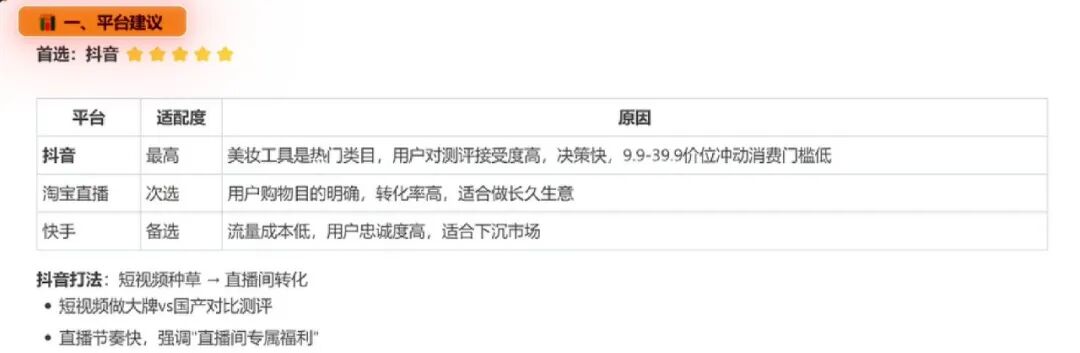 一、平台建议
首选：抖音
平台 适配度 原因
抖音 最高 美妆工具是热门类目，用户对测评接受度高，决策快，9.9-39.9价位冲动消费门槛低
淘宝直播 次选 用户购物目的明确，转化率高，适合做长久生意
快手 备选 流量成本低，用户忠诚度高，适合下沉市场
抖音打法：短视频种草 → 直播间转化
• 短视频做大牌vs国产对比测评
• 直播节奏快，强调"直播间专属福利"